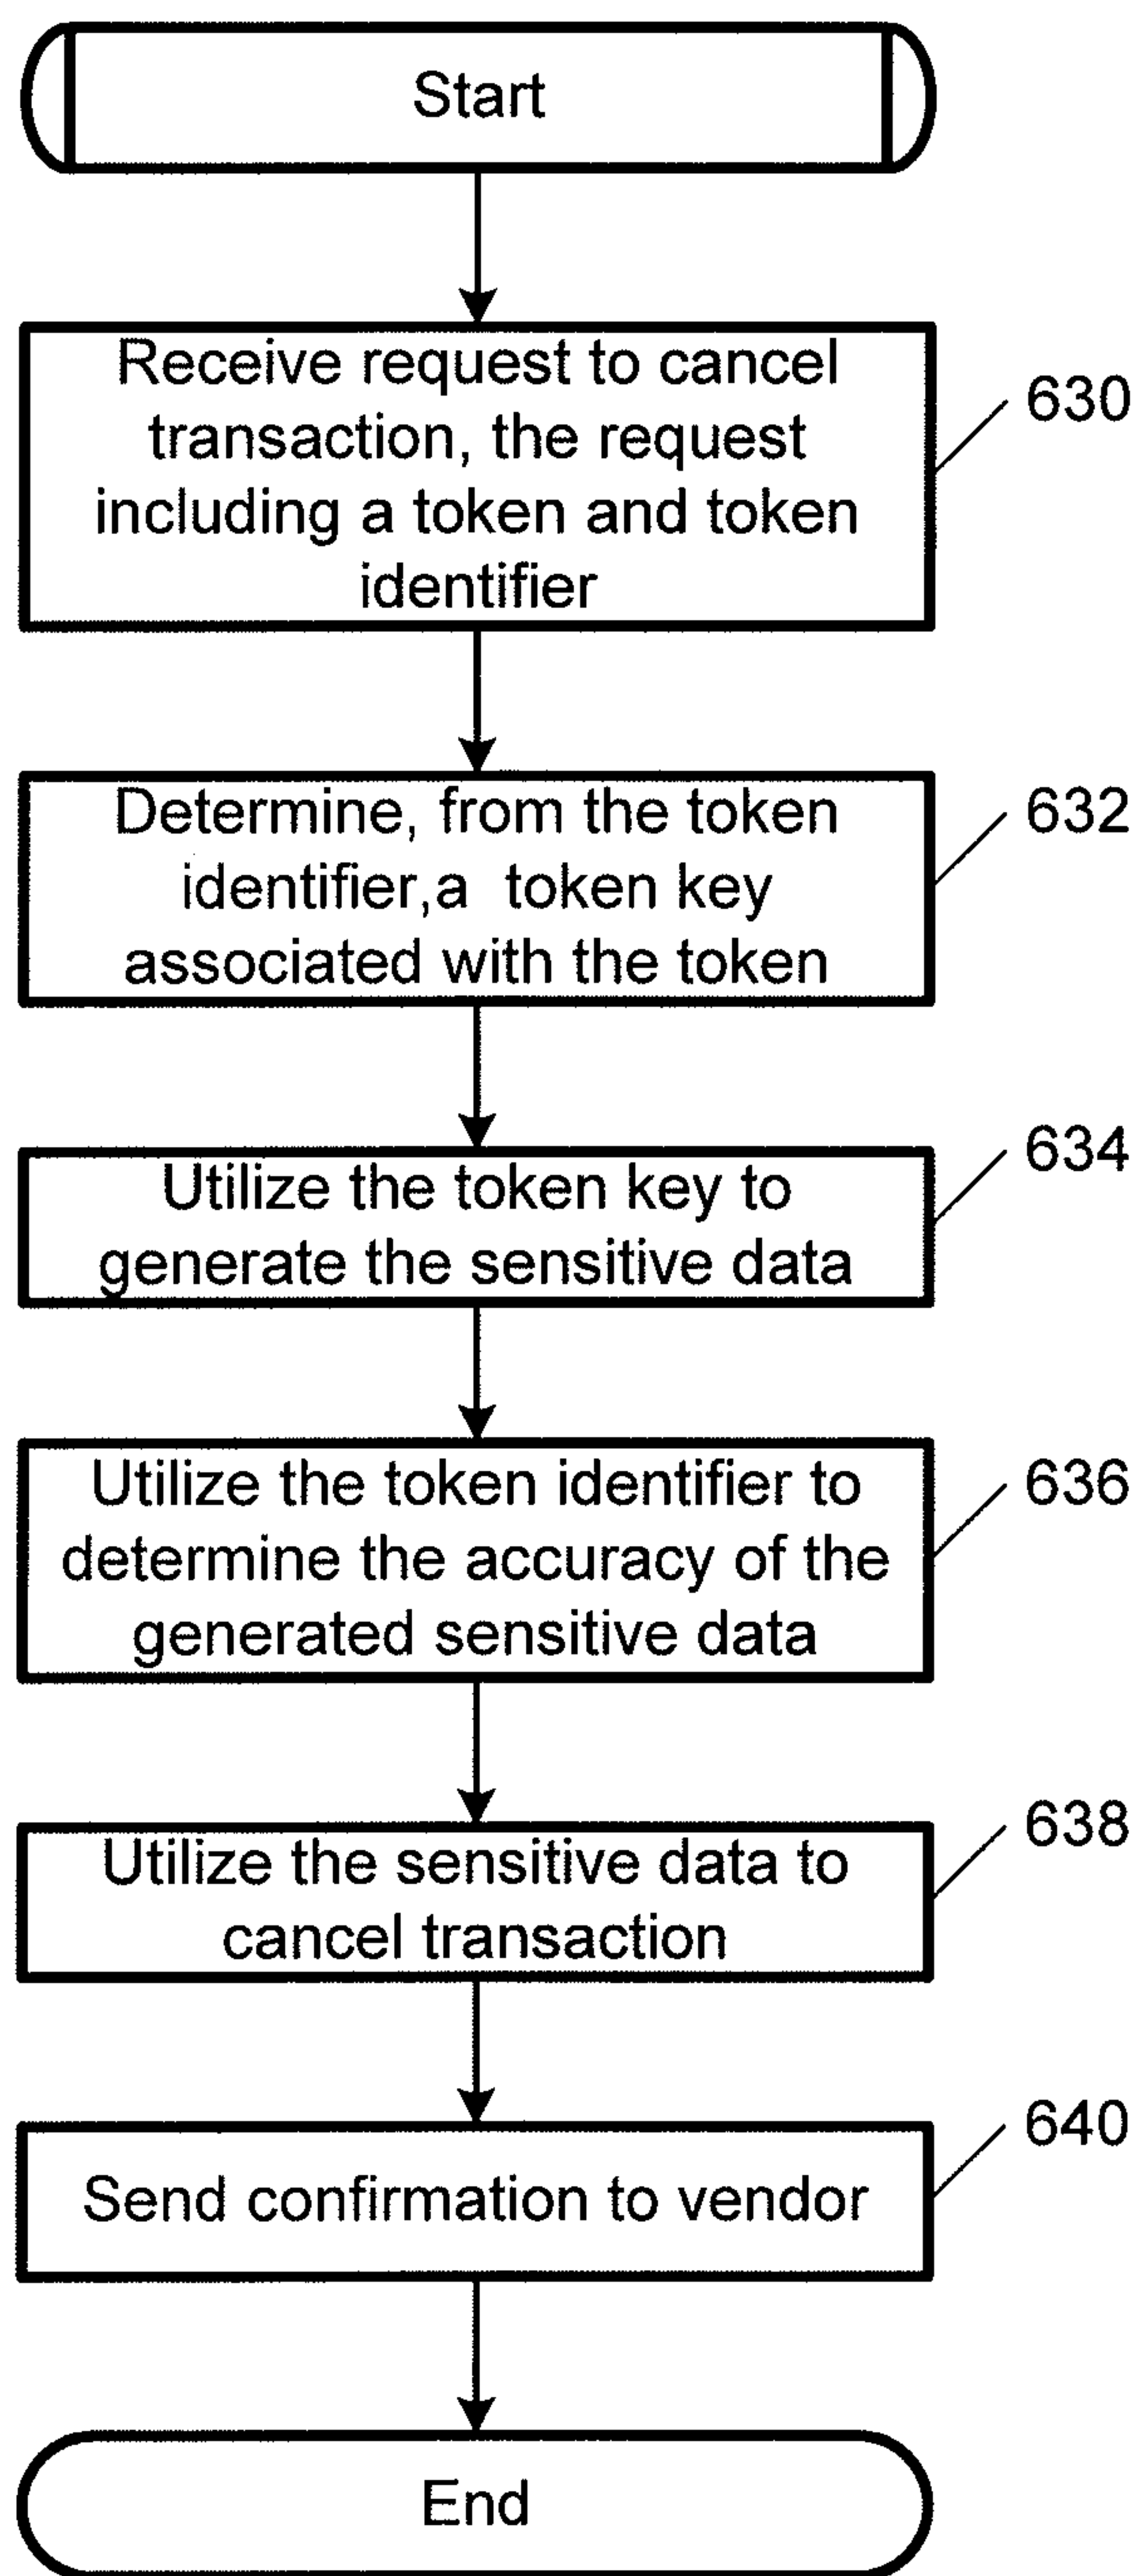 Start
Receive request to cancel
transaction, the request
including a token and token
identifier
630
Determine, from the token
identifier,a  token key
associated with the token
632
Utilize the token key to
generate the sensitive data
634
Utilize the token identifier to
determine the accuracy of the
generated sensitive data
636
Utilize the sensitive data to
cancel transaction
638
Send confirmation to vendor
640
End